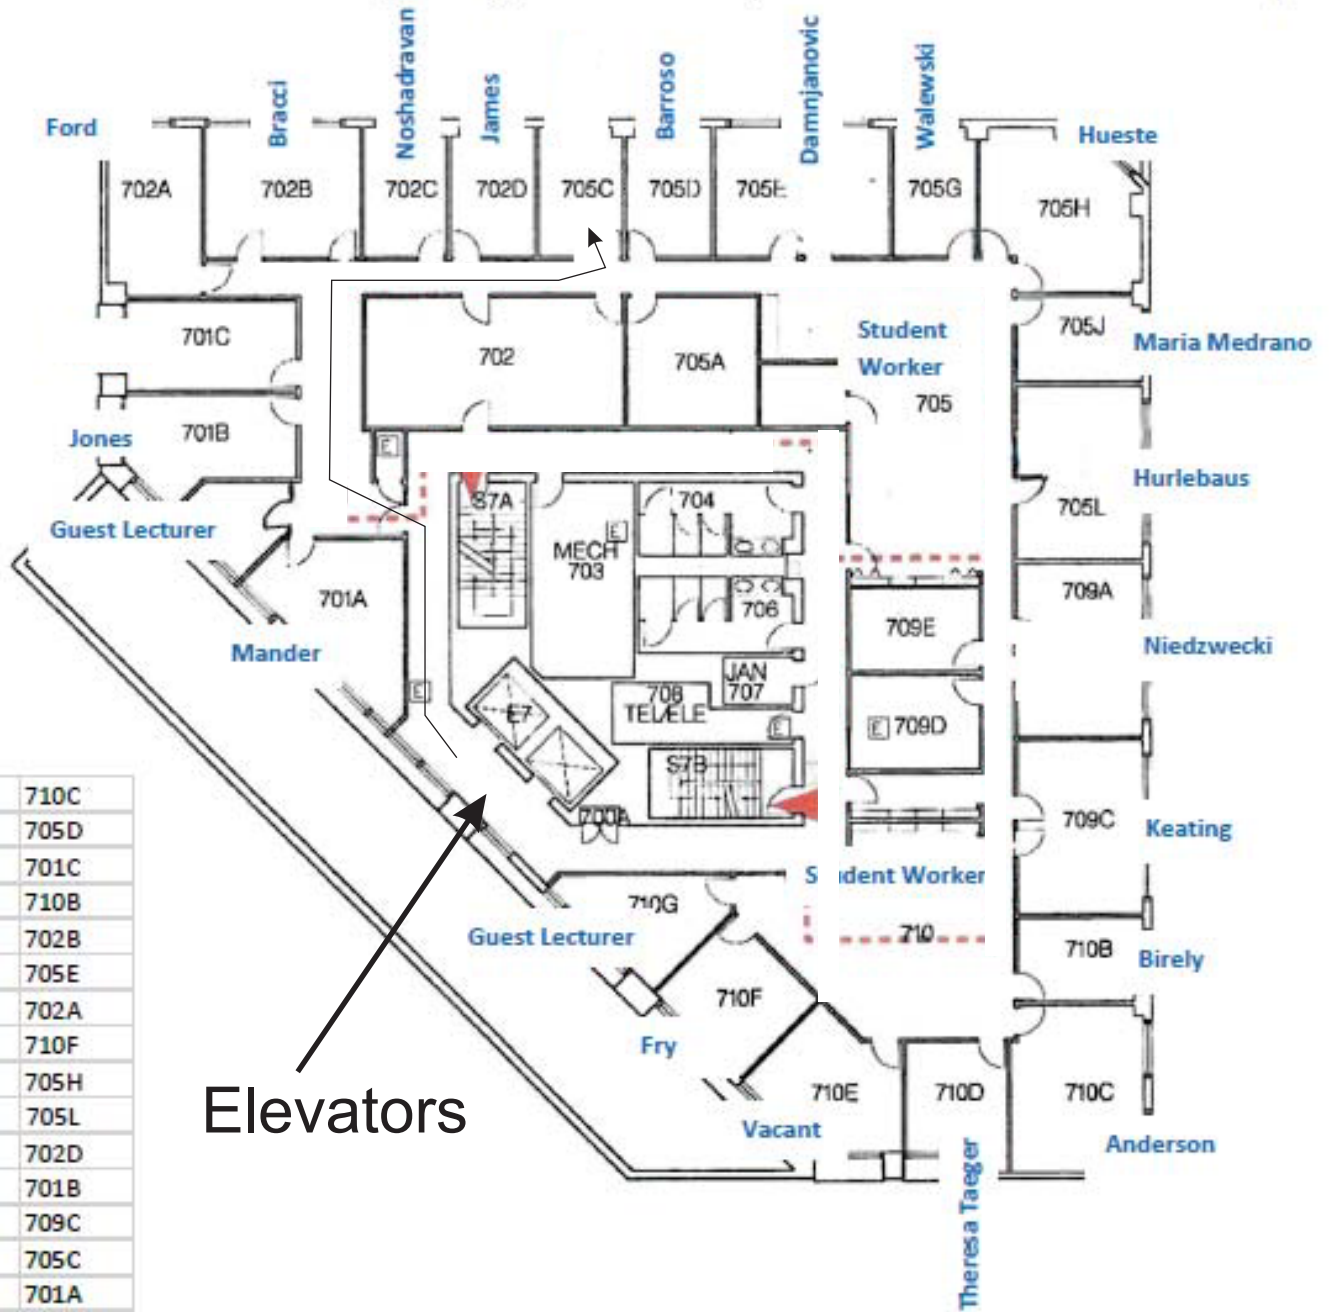 Ford
Bracci
Noshadravan
James
Barroso
Damnjanovic
Walewski
Hueste
702A
702B
702C
702D
705C
705D
705E
705G
705H
701C
702
705A
Student
Worker
705
705J
Maria Medrano
Jones
701B
E
Guest Lecturer
S7A
MECH
703
E
704
706
705L
Hurlebaus
701A
Mander
E
709E
709A
Niedzwecki
JAN
707
708
TEL/ELE
E7
E
E
709D
S7B
700A
709C
Keating
Student Worker
710
710G
Guest Lecturer
710B
Birely
710F
Fry
710E
Vacant
710D
Theresa Taeger
710C
Anderson
Elevators
710C
705D
701C
710B
702B
705E
702A
710F
705H
705L
702D
701B
709C
705C
701A